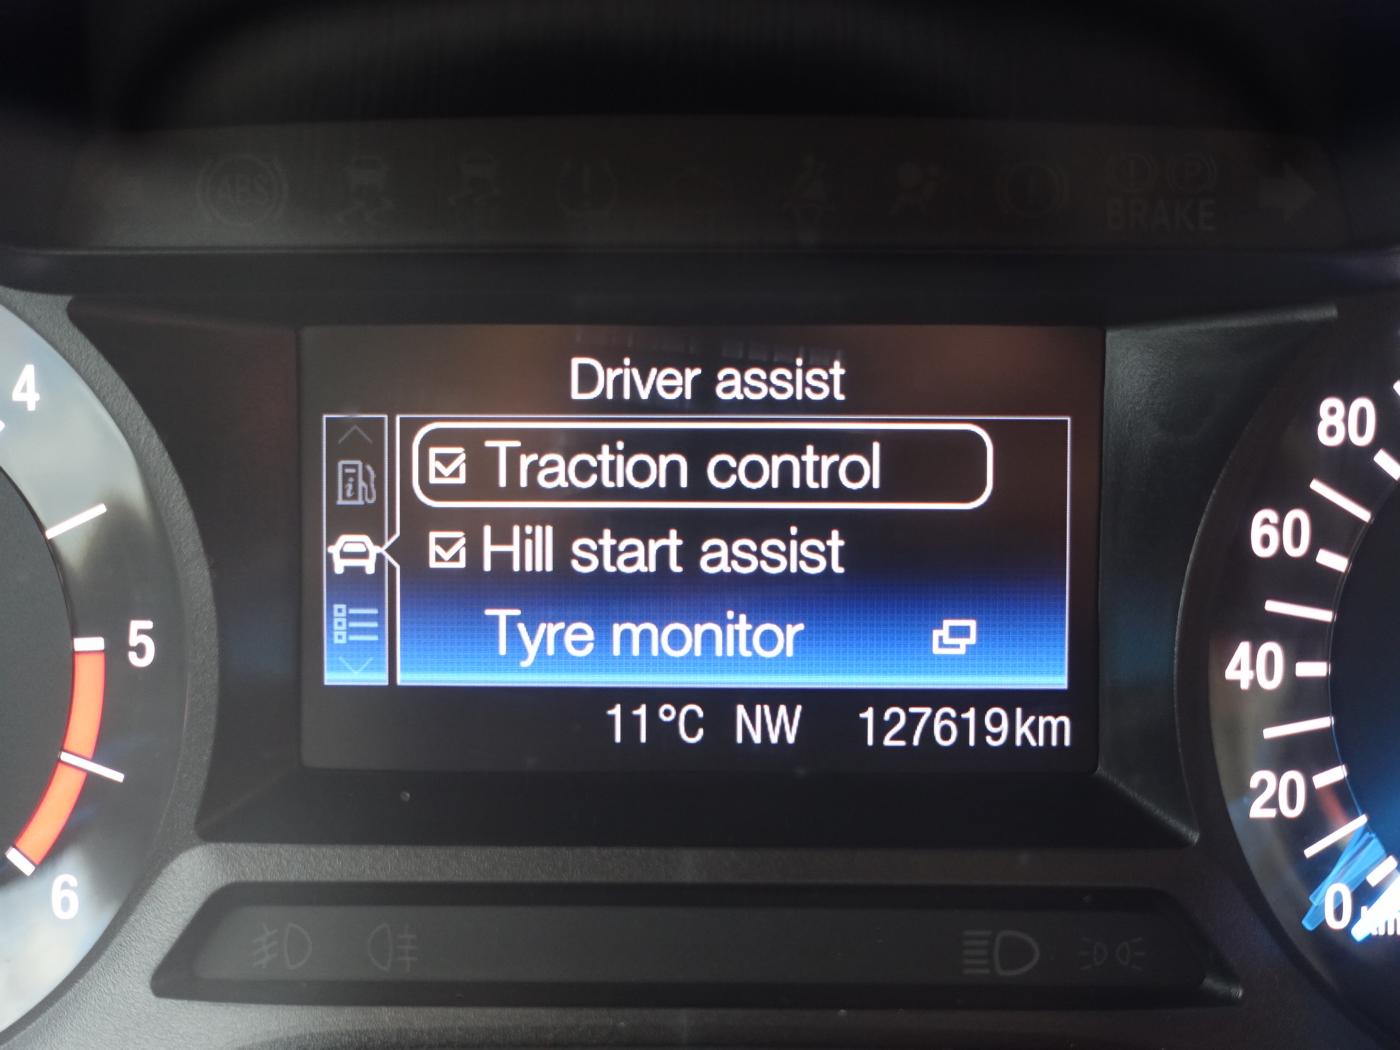 ABS
BRAKE
Driver assist
Traction control
Hill start assist
Tyre monitor
11°C NW 127619km
4
5
6
80
60
40
20
0